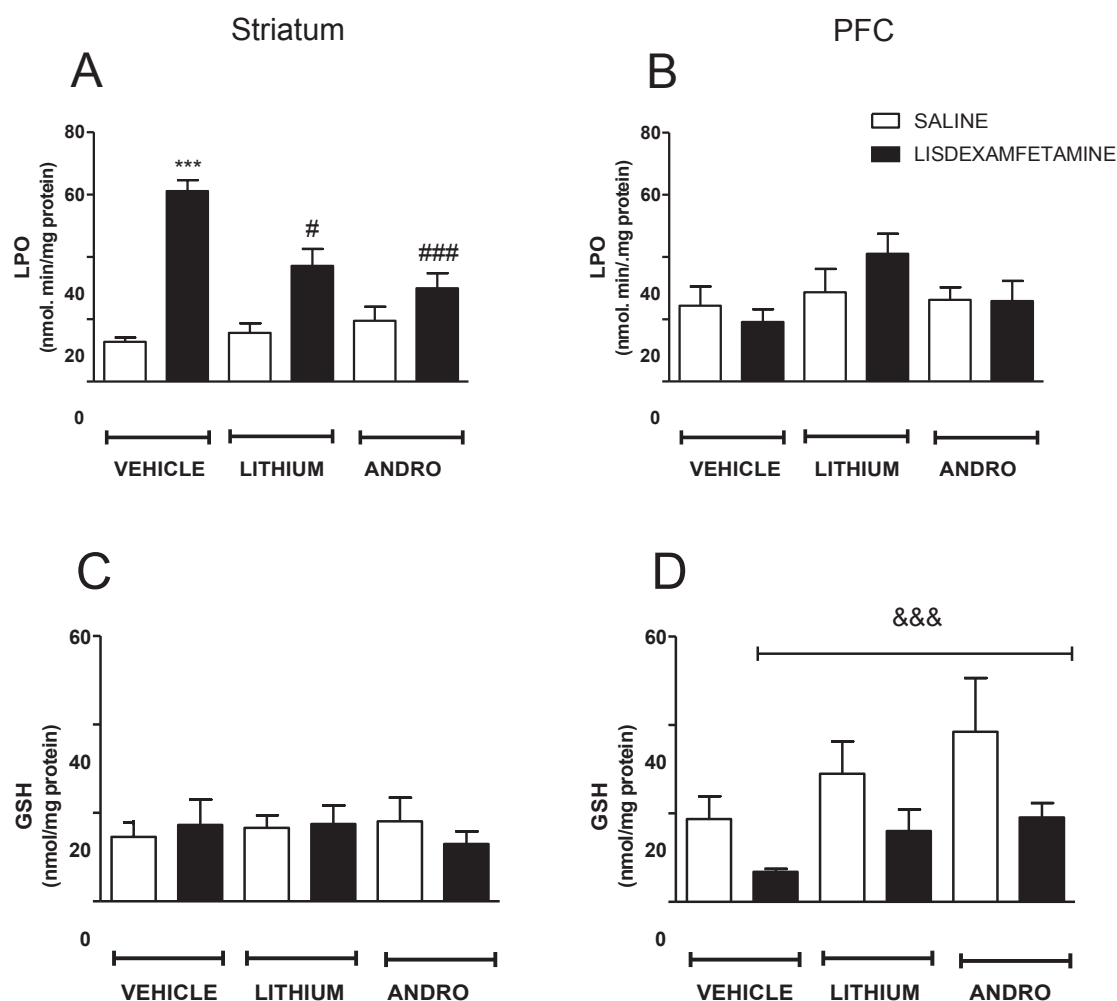 Striatum
PFC
A
B
SALINE
LISDEXAMFETAMINE
LPO
(nmol. min/mg protein)
80
60
40
20
0
***
#
###
VEHICLE LITHIUM ANDRO
LPO
(nmol. min/.mg protein)
80
60
40
20
0
VEHICLE LITHIUM ANDRO
C
D
GSH
(nmol/mg protein)
60
40
20
0
VEHICLE LITHIUM ANDRO
&&&
GSH
(nmol/mg protein)
60
40
20
0
VEHICLE LITHIUM ANDRO